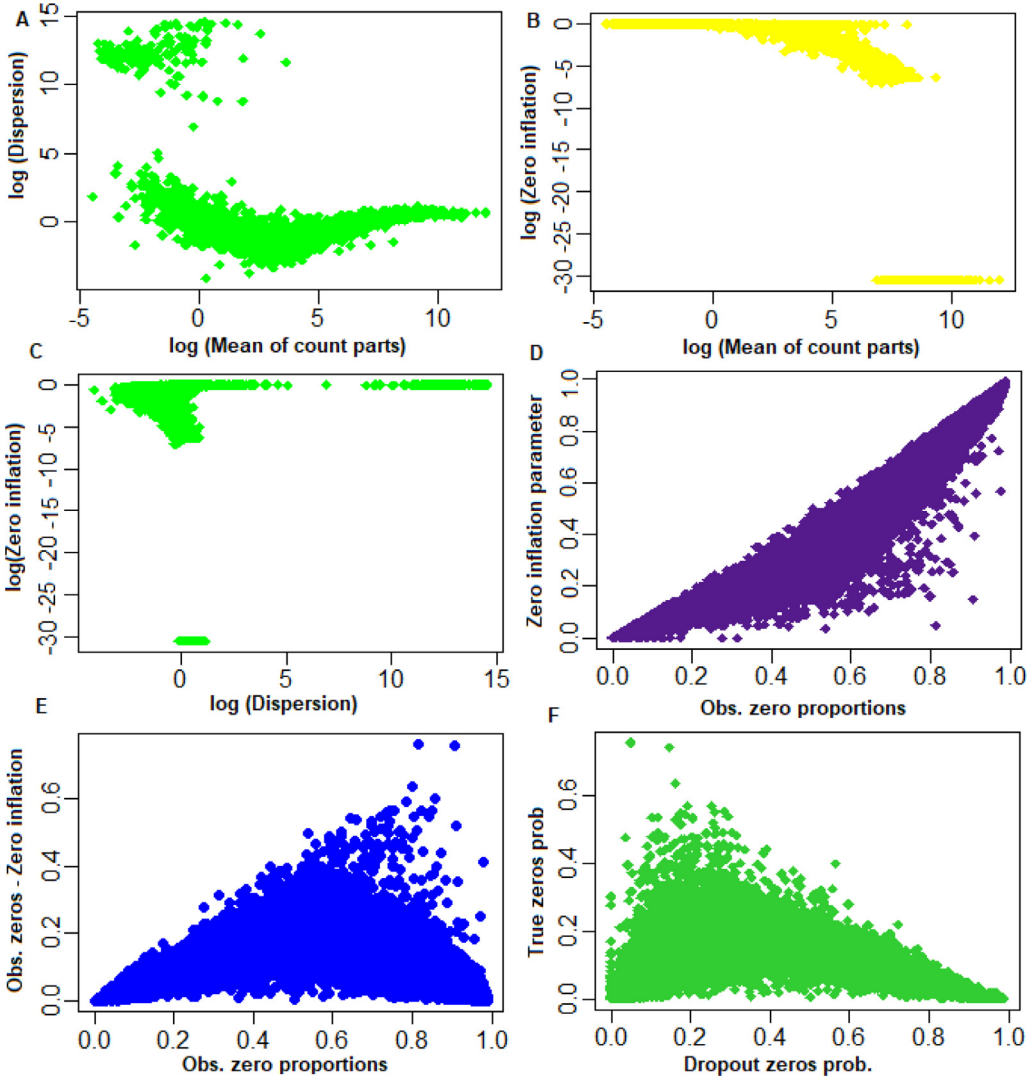 A
15
10
5
0
log (Dispersion)
-5 0 5 10
log (Mean of count parts)
B
0
-5
-10
-15
-20
-25
-30
log (Zero inflation)
-5 0 5 10
log (Mean of count parts)
C
0
-5
-10
-15
-20
-25
-30
log(Zero inflation)
0 5 10 15
log (Dispersion)
D
1.0
0.8
0.6
0.4
0.2
0.0
Zero inflation parameter
0.0 0.2 0.4 0.6 0.8 1.0
Obs. zero proportions
E
0.6
0.4
0.2
0.0
Obs. zeros - Zero inflation
0.0 0.2 0.4 0.6 0.8 1.0
Obs. zero proportions
F
0.6
0.4
0.2
0.0
True zeros prob
0.0 0.2 0.4 0.6 0.8 1.0
Dropout zeros prob.